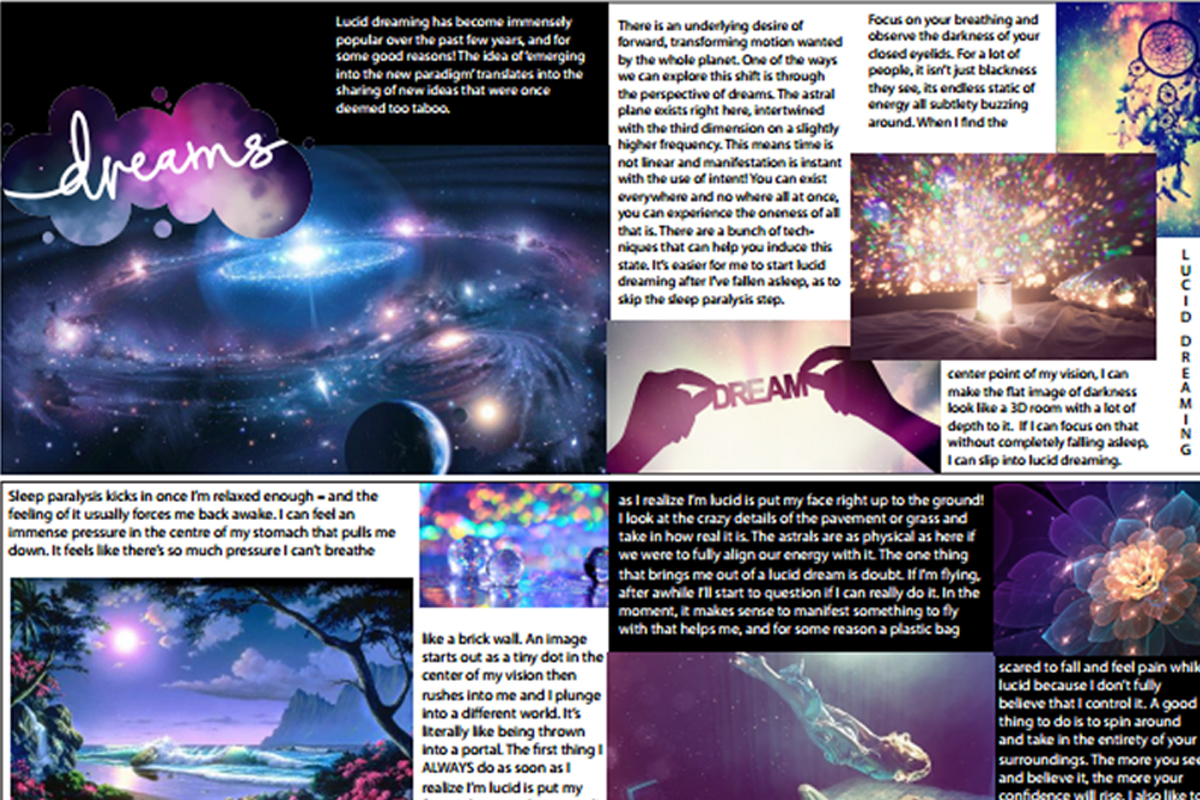 Lucid dreaming has become immensely
popular over the past few years, and for
some good reasons! The idea of 'emerging
into the new paradigm' translates into the
sharing of new ideas that were once
deemed too taboo.
dreams
There is an underlying desire of
forward, transforming motion wanted
by the whole planet. One of the ways
we can explore this shift is through
the perspective of dreams. The astral
plane exists right here, intertwined
with the third dimension on a slightly
higher frequency. This means time is
not linear and manifestation is instant
with the use of intent! You can exist
everywhere and no where all at once,
you can experience the oneness of all
that is. There are a bunch of tech-
niques that can help you induce this
state. It's easier for me to start lucid
dreaming after I've fallen asleep, as to
skip the sleep paralysis step.
DREAM
Focus on your breathing and
observe the darkness of your
closed eyelids. For a lot of
people, it isn't just blackness
they see, its endless static of
energy all subtlety buzzing
around. When I find the
center point of my vision, I can
make the flat image of darkness
look like a 3D room with a lot of
depth to it. If I can focus on that
without completely falling asleep,
I can slip into lucid dreaming.
LUCID DREAMING
Sleep paralysis kicks in once I'm relaxed enough – and the
feeling of it usually forces me back awake. I can feel an
immense pressure in the centre of my stomach that pulls me
down. It feels like there's so much pressure I can't breathe
like a brick wall. An image
starts out as a tiny dot in the
center of my vision then
rushes into me and I plunge
into a different world. It's
literally like being thrown
into a portal. The first thing I
ALWAYS do as soon as I
realize I'm lucid is put my
as I realize I'm lucid is put my face right up to the ground!
I look at the crazy details of the pavement or grass and
take in how real it is. The astrals are as physical as here if
we were to fully align our energy with it. The one thing
that brings me out of a lucid dream is doubt. If I'm flying,
after awhile I'll start to question if I can really do it. In the
moment, it makes sense to manifest something to fly
with that helps me, and for some reason a plastic bag
scared to fall and feel pain while
lucid because I don't fully
believe that I control it. A good
thing to do is to spin around
and take in the entirety of your
surroundings. The more you see
and believe it, the more your
confidence will rise. I also like to